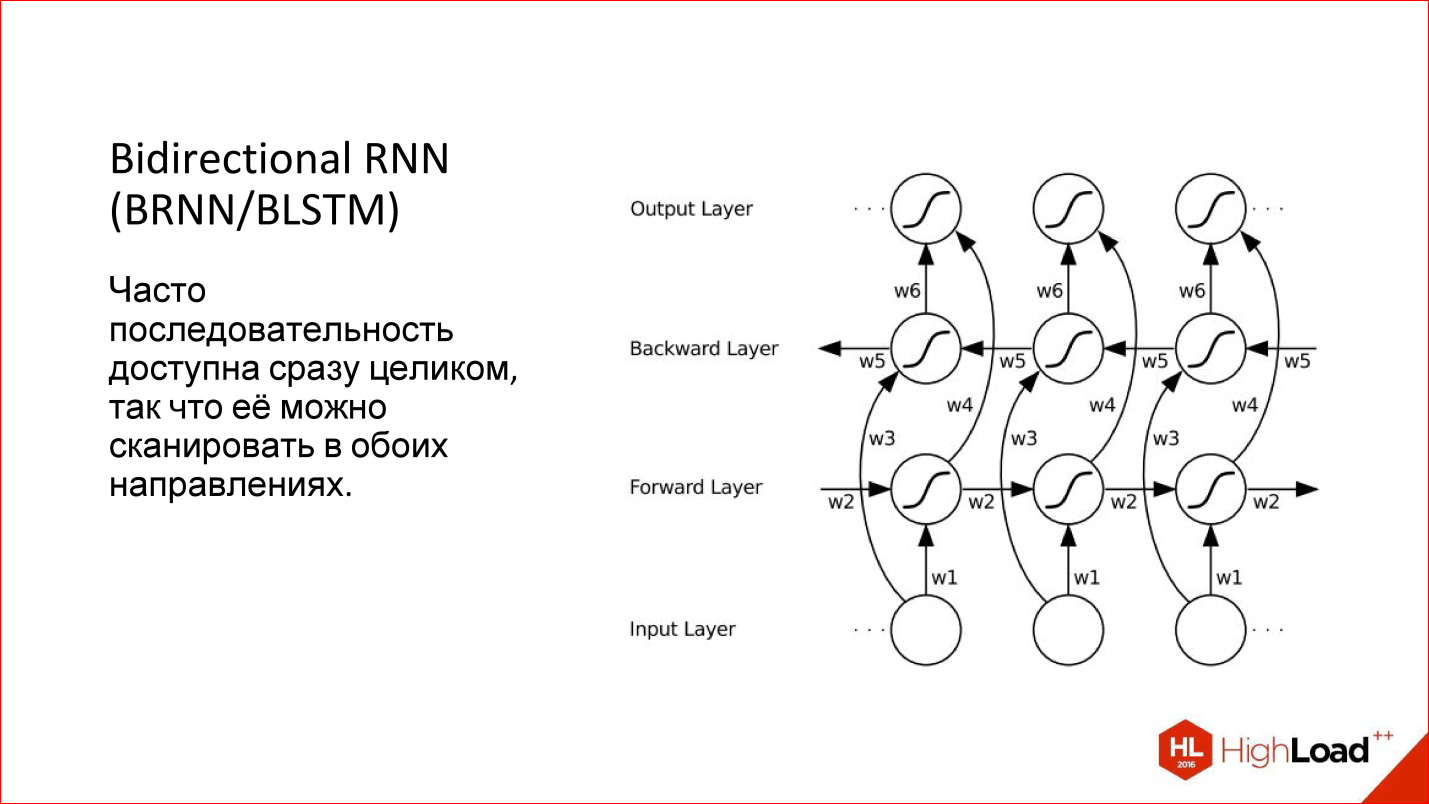 Bidirectional RNN
(BRNN/BLSTM)
Часто
последовательность
доступна сразу целиком,
так что её можно
сканировать в обоих
направлениях.
Output Layer
· · ·
· · ·
w6 w6 w6
Backward Layer
w5 w5 w5 w5
w4 w4 w4
w3 w3 w3
Forward Layer
w2 w2 w2 w2
w1 w1 w1
Input Layer
· · ·
· · ·
HL
2016
HighLoad++